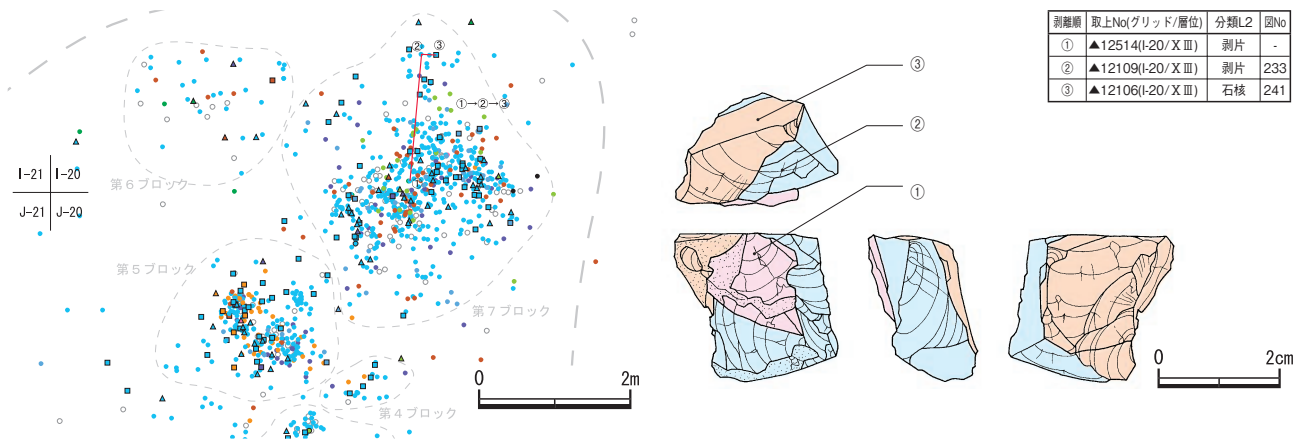 ② ③
①→②→③
第6ブロック
I-21 I-20
J-21 J-20
第5ブロック
第7ブロック
第4ブロック
0 2m
③
②
①
0 2cm
剥離順 取上No(グリッド/層位) 分類L2 図No
① ▲12514(I-20/XⅢ) 剥片 -
② ▲12109(I-20/XⅢ) 剥片 233
③ ▲12106(I-20/XⅢ) 石核 241